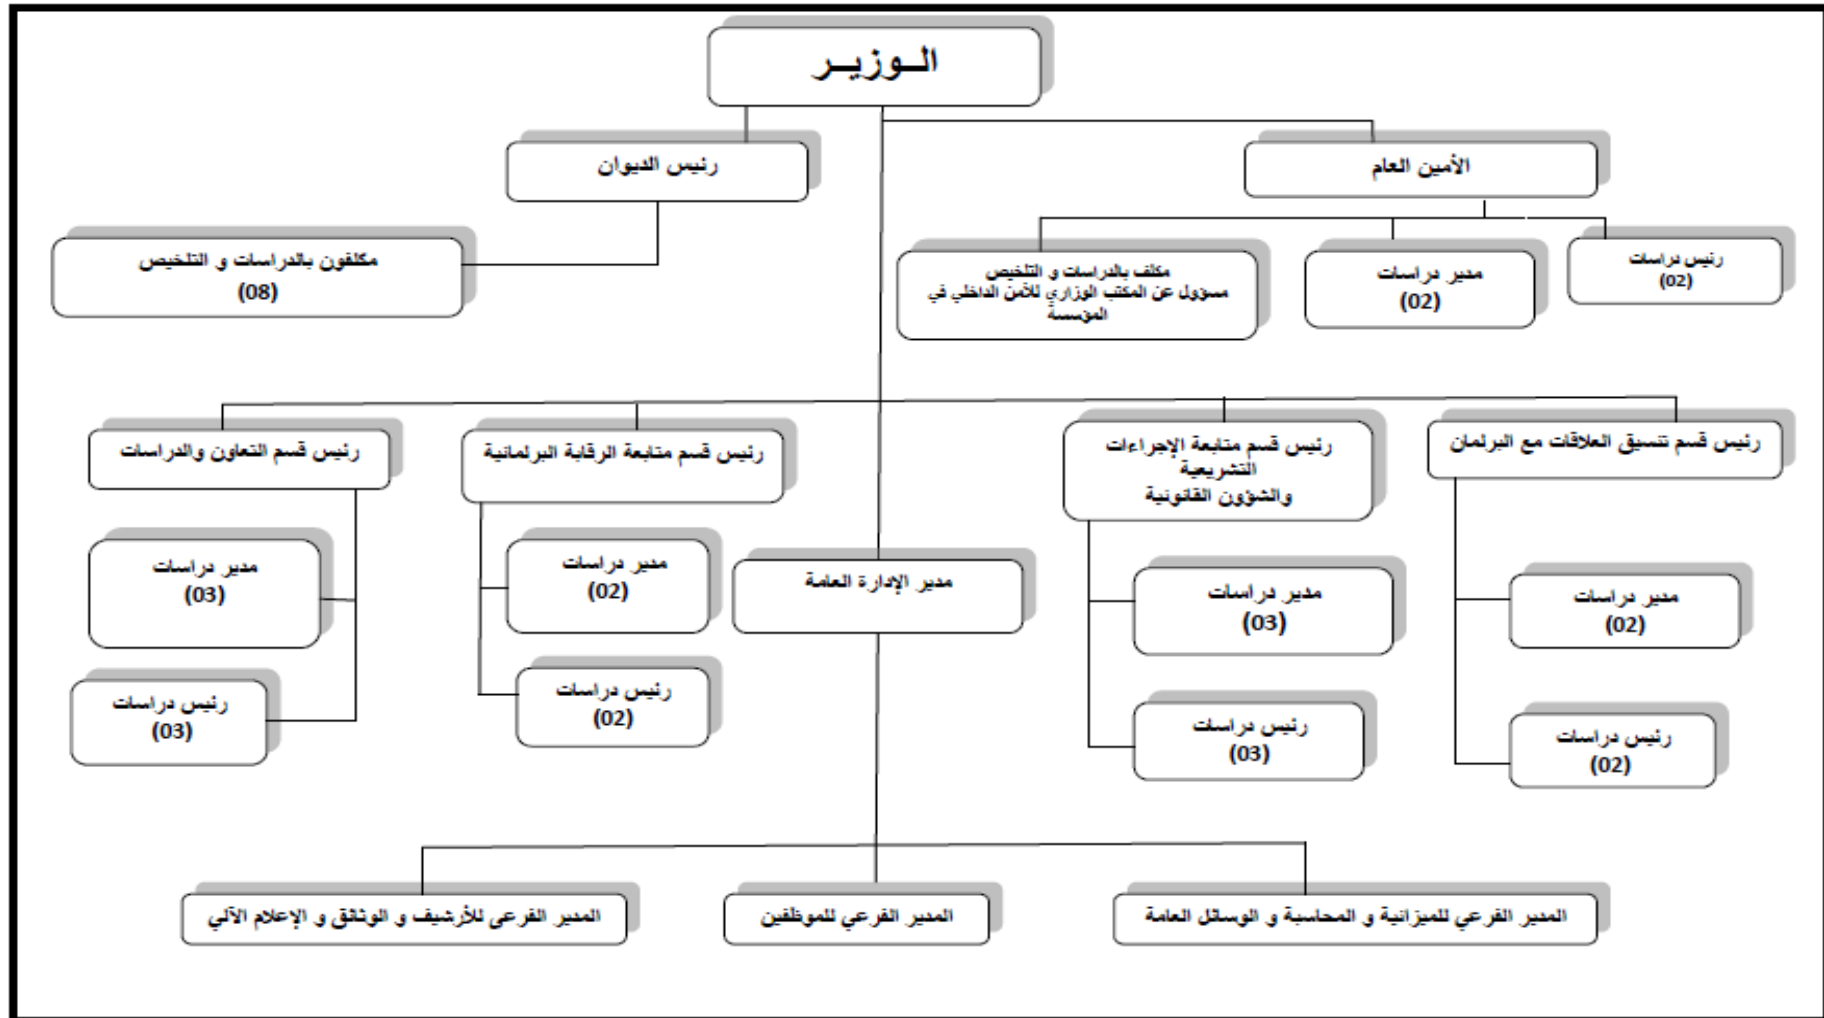 الـوزيـر
الأمين العام
رئيس الديوان
رئيس دراسات
(02)
مدير دراسات
(02)
مكلف بالدراسات و التلخيص
مسؤول عن المكتب الوزاري للأمن الداخلي في
المؤسسة
مكلفون بالدراسات و التلخيص
(08)
رئيس قسم تنسيق العلاقات مع البرلمان
رئيس قسم متابعة الإجراءات
التشريعية
والشؤون القانونية
رئيس قسم متابعة الرقابة البرلمانية
رئيس قسم التعاون والدراسات
مدير دراسات
(02)
مدير دراسات
(03)
مدير الإدارة العامة
مدير دراسات
(02)
مدير دراسات
(03)
رئيس دراسات
(02)
رئيس دراسات
(03)
رئيس دراسات
(02)
رئيس دراسات
(03)
المدير الفرعي للميزانية و المحاسبة و الوسائل العامة
المدير الفرعي للموظفين
المدير الفرعي للأرشيف و الوثائق و الإعلام الآلي